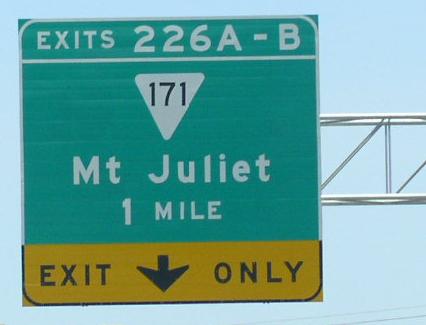 EXITS 226A-B
171
Mt Juliet
1 MILE
EXIT ONLY